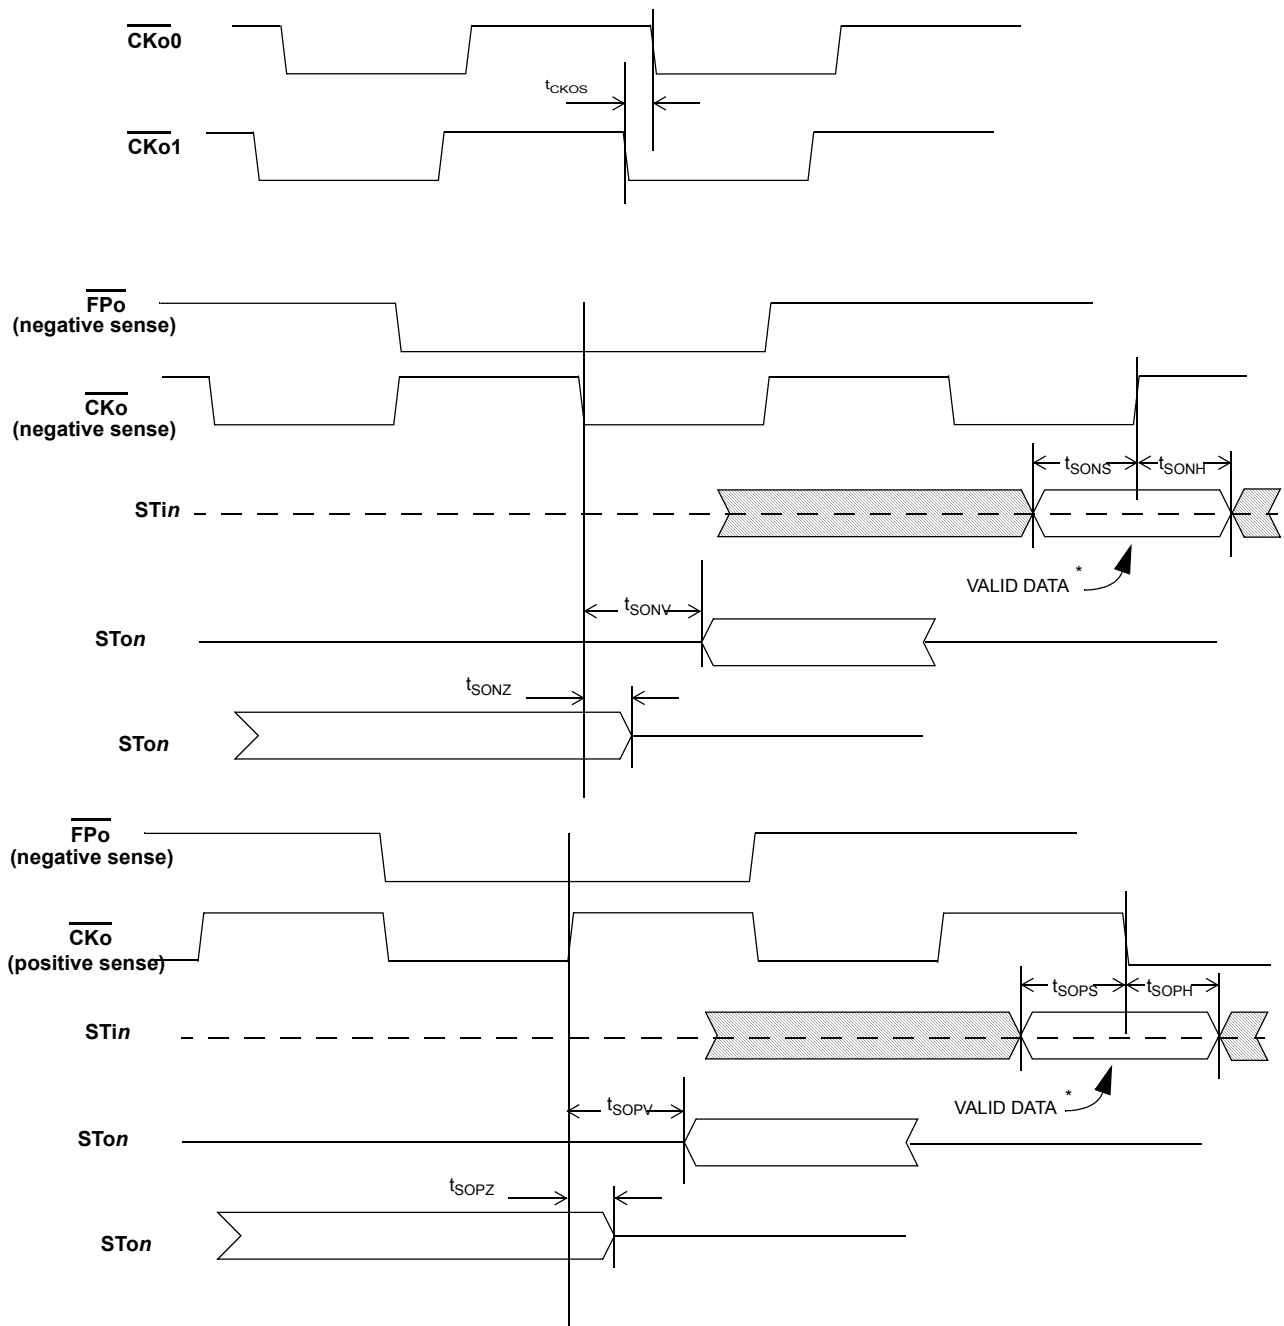 CKo0
tCKOS
CKo1
FPo
(negative sense)
CKo
(negative sense)
tSONS
tSONH
STin
VALID DATA *
tSONV
STon
tSONZ
STon
FPo
(negative sense)
CKo
(positive sense)
tSOPS
tSOPH
STin
VALID DATA *
tSOPV
STon
tSOPZ
STon